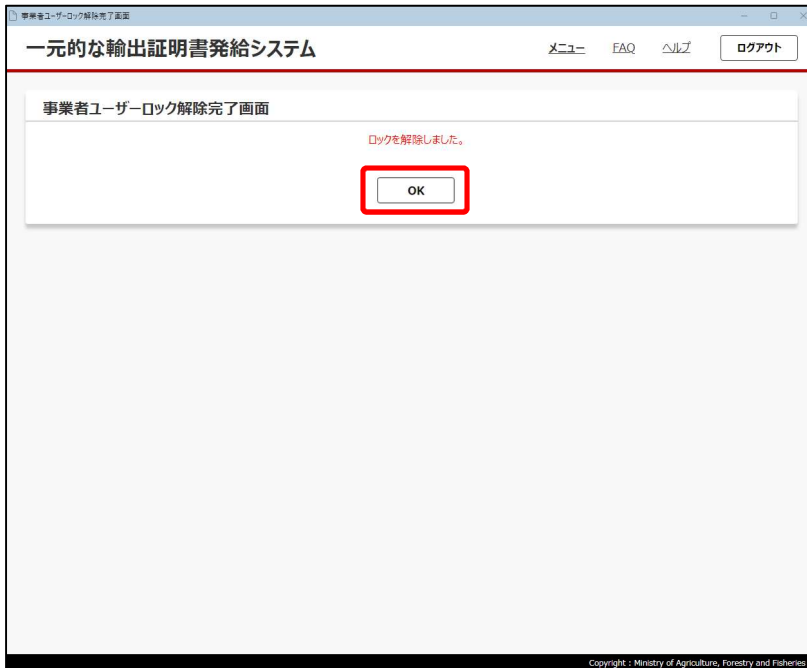 事業者ユーザーロック解除完了画面
一元的な輸出証明書発給システム
メニュー FAQ ヘルプ ログアウト
事業者ユーザーロック解除完了画面
ロックを解除しました。
OK
Copyright : Ministry of Agriculture, Forestry and Fisheries